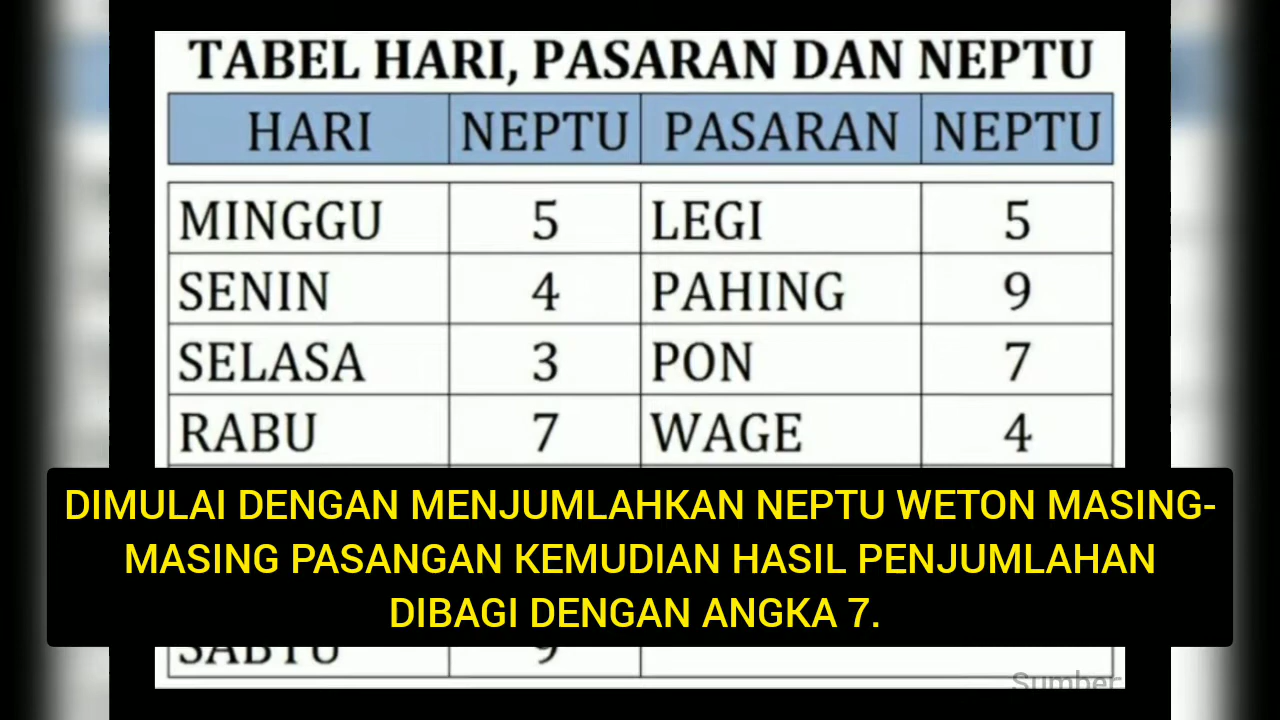 TABEL HARI, PASARAN DAN NEPTU
HARI NEPTU PASARAN NEPTU
MINGGU 5 LEGI 5
SENIN 4 PAHING 9
SELASA 3 PON 7
RABU 7 WAGE 4
DIMULAI DENGAN MENJUMLAHKAN NEPTU WETON MASING-
MASING PASANGAN KEMUDIAN HASIL PENJUMLAHAN
DIBAGI DENGAN ANGKA 7.
SABTU 9
Sumber